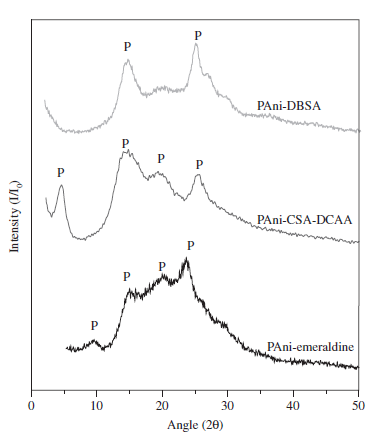 P
P
PAni-DBSA
P
P
P
P
PAni-CSA-DCAA
P
P
P
P
PAni-emeraldine
Intensity (I/I₀)
0 10 20 30 40 50
Angle (2θ)